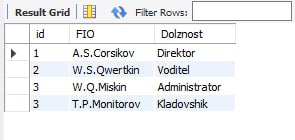 Result Grid Filter Rows:
id FIO Dolznost
1 A.S.Corsikov Direktor
2 W.S.Qwertkin Voditel
3 W.Q.Miskin Administrator
3 T.P.Monitorov Kladovshik